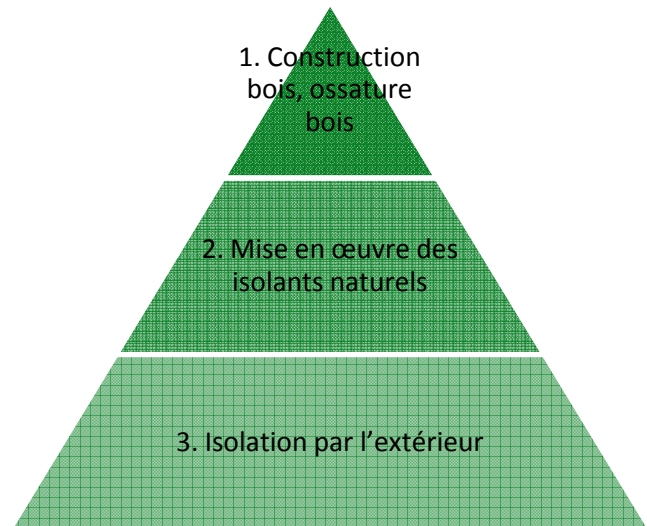 1. Construction
bois, ossature
bois
2. Mise en œuvre des
isolants naturels
3. Isolation par l’extérieur